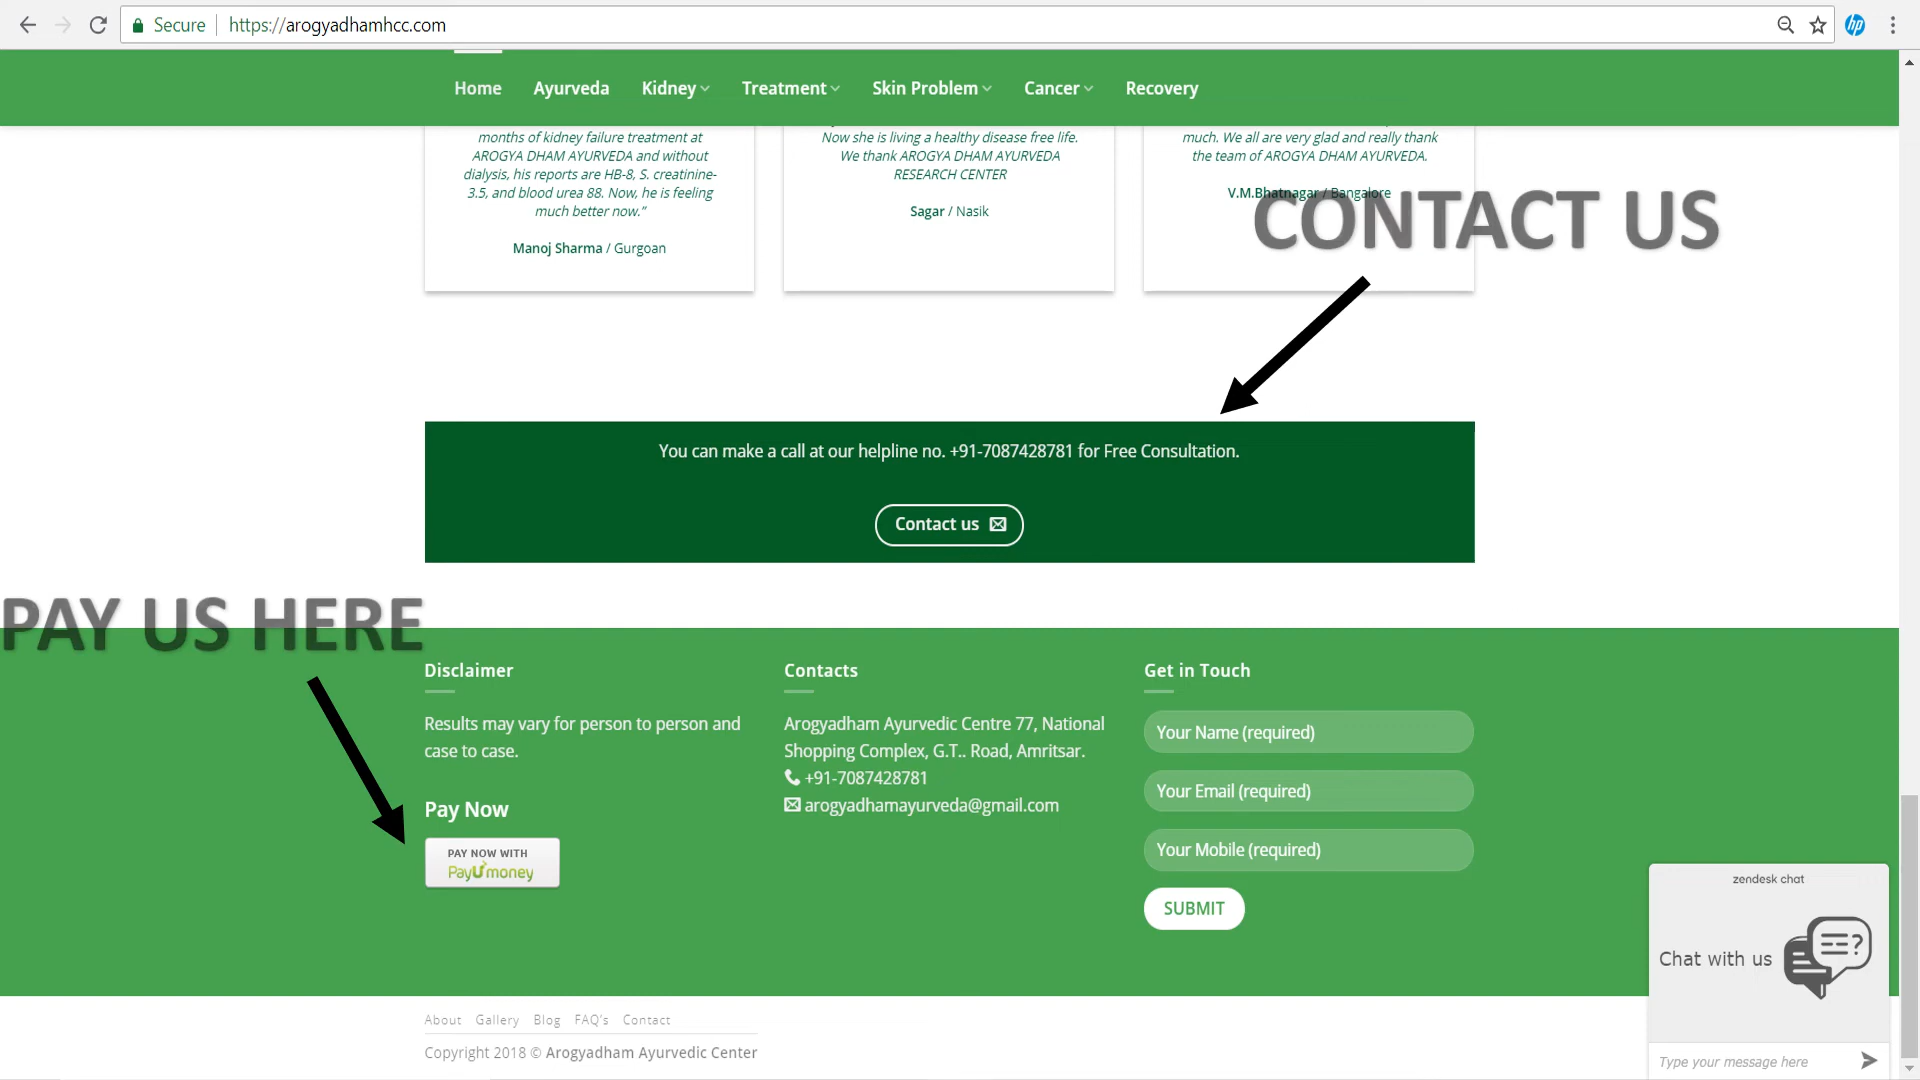 Secure
https://arogyadhamhcc.com
Home Ayurveda Kidney Treatment Skin Problem Cancer Recovery
months of kidney failure treatment at
AROGYA DHAM AYURVEDA and without
dialysis, his reports are HB-8, S. creatinine-
3.5, and blood urea 88. Now, he is feeling
much better now.”
Manoj Sharma / Gurgoan
Now she is living a healthy disease free life.
We thank AROGYA DHAM AYURVEDA
RESEARCH CENTER
Sagar / Nasik
much. We all are very glad and really thank
the team of AROGYA DHAM AYURVEDA.
V.M.Bhatnagar / Bangalore
CONTACT US
You can make a call at our helpline no. +91-7087428781 for Free Consultation.
Contact us
PAY US HERE
Disclaimer
Results may vary for person to person and
case to case.
Pay Now
PAY NOW WITH
PayUmoney
Contacts
Arogyadham Ayurvedic Centre 77, National
Shopping Complex, G.T.. Road, Amritsar.
+91-7087428781
arogyadhamayurveda@gmail.com
Get in Touch
Your Name (required)
Your Email (required)
Your Mobile (required)
SUBMIT
zendesk chat
Chat with us
Type your message here
About Gallery Blog FAQ's Contact
Copyright 2018 © Arogyadham Ayurvedic Center